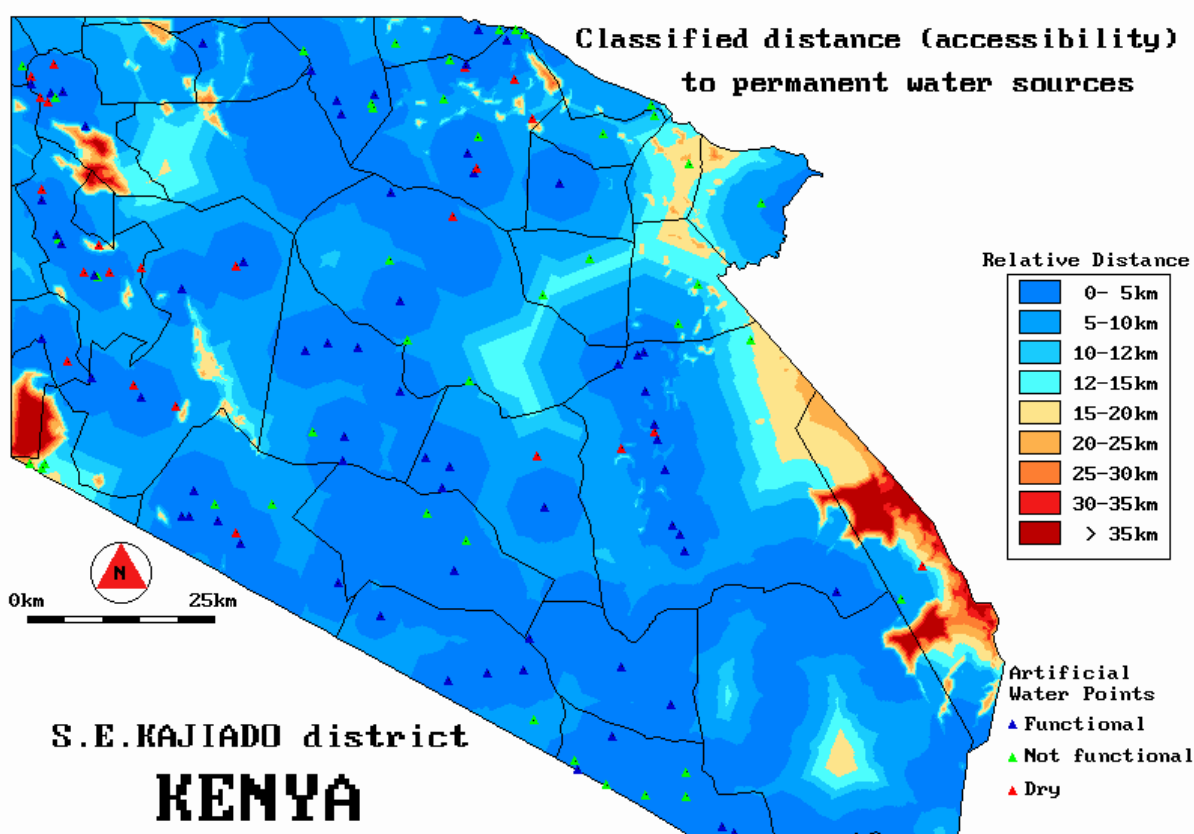 Classified distance (accessibility)
to permanent water sources
Relative Distance
0- 5km
5-10km
10-12km
12-15km
15-20km
20-25km
25-30km
30-35km
> 35km
N
0km 25km
Artificial
Water Points
Functional
Not functional
Dry
S.E.KAJIADO district
KENYA